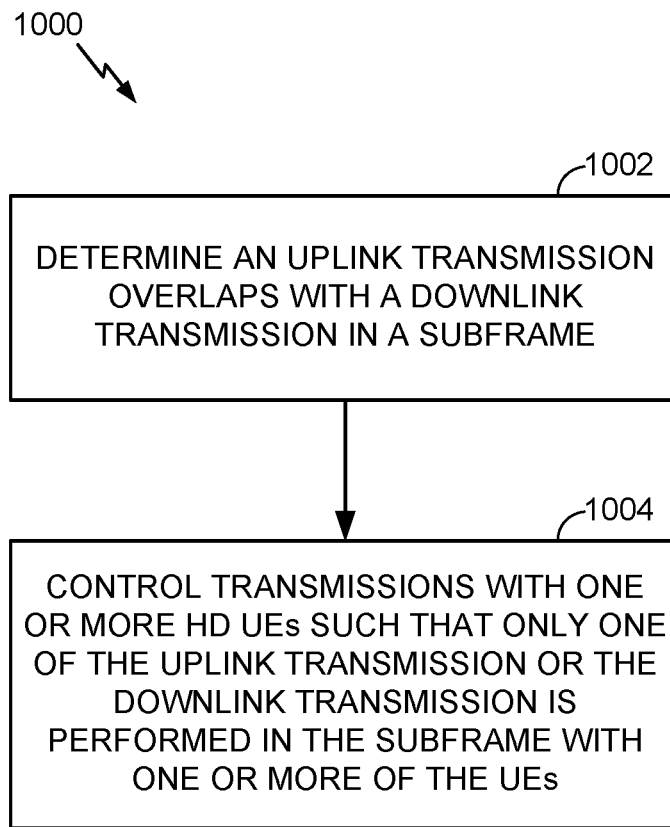 1000
1002
DETERMINE AN UPLINK TRANSMISSION
OVERLAPS WITH A DOWNLINK
TRANSMISSION IN A SUBFRAME
1004
CONTROL TRANSMISSIONS WITH ONE
OR MORE HD UEs SUCH THAT ONLY ONE
OF THE UPLINK TRANSMISSION OR THE
DOWNLINK TRANSMISSION IS
PERFORMED IN THE SUBFRAME WITH
ONE OR MORE OF THE UEs